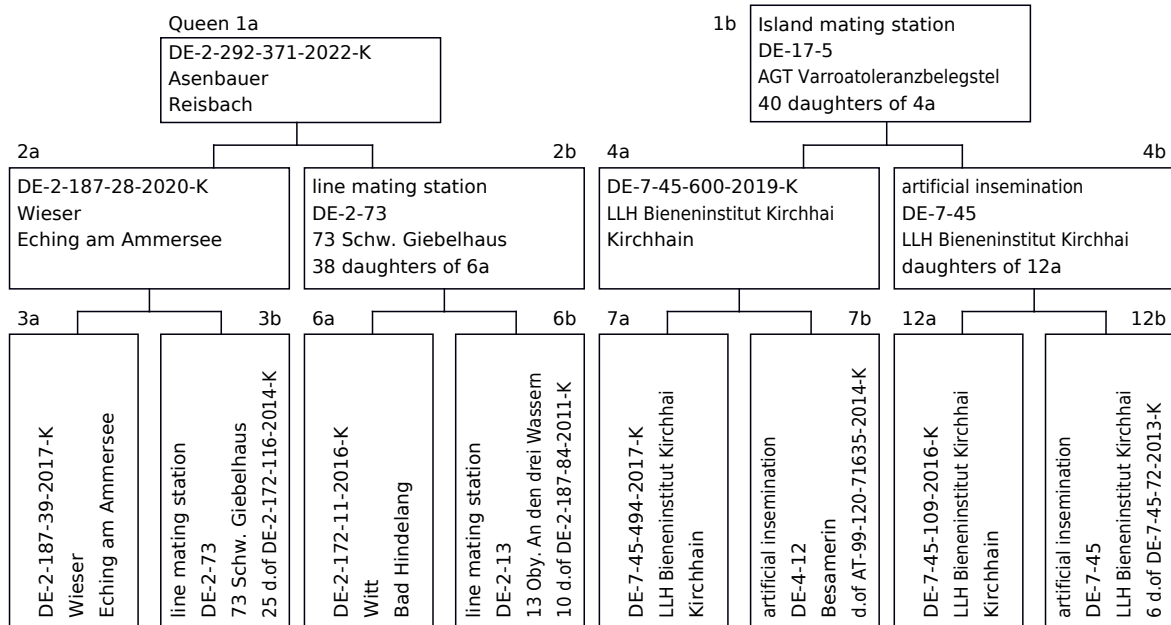 Queen 1a
DE-2-292-371-2022-K
Asenbauer
Reisbach
1b
Island mating station
DE-17-5
AGT Varroatoleranzbelegstel
40 daughters of 4a
2a
DE-2-187-28-2020-K
Wieser
Eching am Ammersee
2b
line mating station
DE-2-73
73 Schw. Giebelhaus
38 daughters of 6a
4a
DE-7-45-600-2019-K
LLH Bieneninstitut Kirchhai
Kirchhain
4b
artificial insemination
DE-7-45
LLH Bieneninstitut Kirchhai
daughters of 12a
3a
DE-2-187-39-2017-K
Wieser
Eching am Ammersee
3b
line mating station
DE-2-73
73 Schw. Giebelhaus
25 d.of DE-2-172-116-2014-K
6a
DE-2-172-11-2016-K
Witt
Bad Hindelang
6b
line mating station
DE-2-13
13 Oby. An den drei Wassern
10 d.of DE-2-187-84-2011-K
7a
DE-7-45-494-2017-K
LLH Bieneninstitut Kirchhai
Kirchhain
7b
artificial insemination
DE-4-12
Besamerin
d.of AT-99-120-71635-2014-K
12a
DE-7-45-109-2016-K
LLH Bieneninstitut Kirchhai
Kirchhain
12b
artificial insemination
DE-7-45
LLH Bieneninstitut Kirchhai
6 d.of DE-7-45-72-2013-K